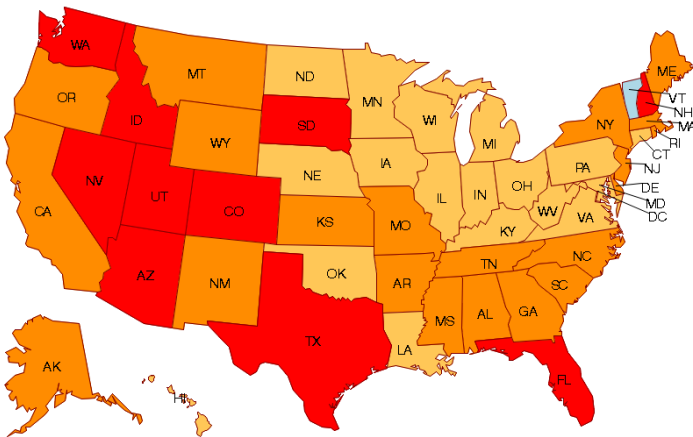 WA
MT
ND
MN
ME
VT
NH
MA
RI
CT
OR
ID
SD
WI
MI
NY
WY
IA
PA
NJ
NE
OH
DE
MD
DC
NV
UT
CO
IL
IN
WV
VA
CA
KS
MO
KY
AZ
NM
OK
AR
TN
NC
SC
MS
AL
GA
TX
LA
FL
AK
HI